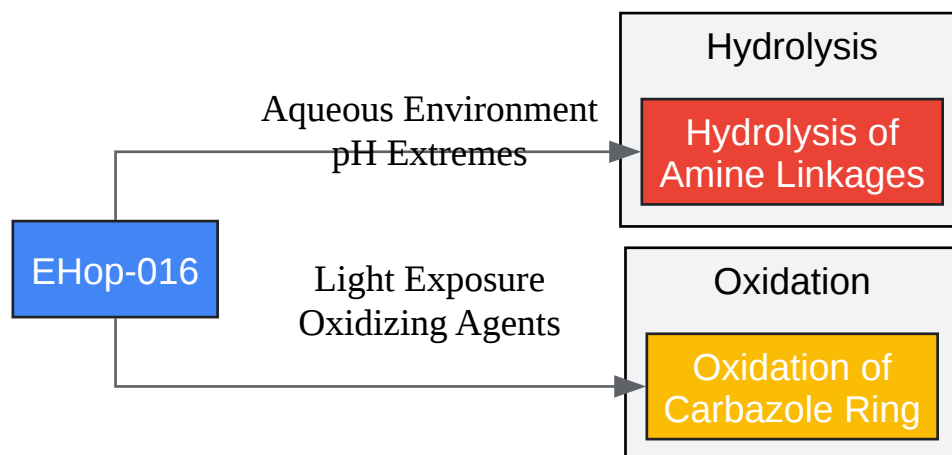 Hydrolysis
Aqueous Environment
pH Extremes
Hydrolysis of
Amine Linkages
EHop-016
Light Exposure
Oxidizing Agents
Oxidation
Oxidation of
Carbazole Ring